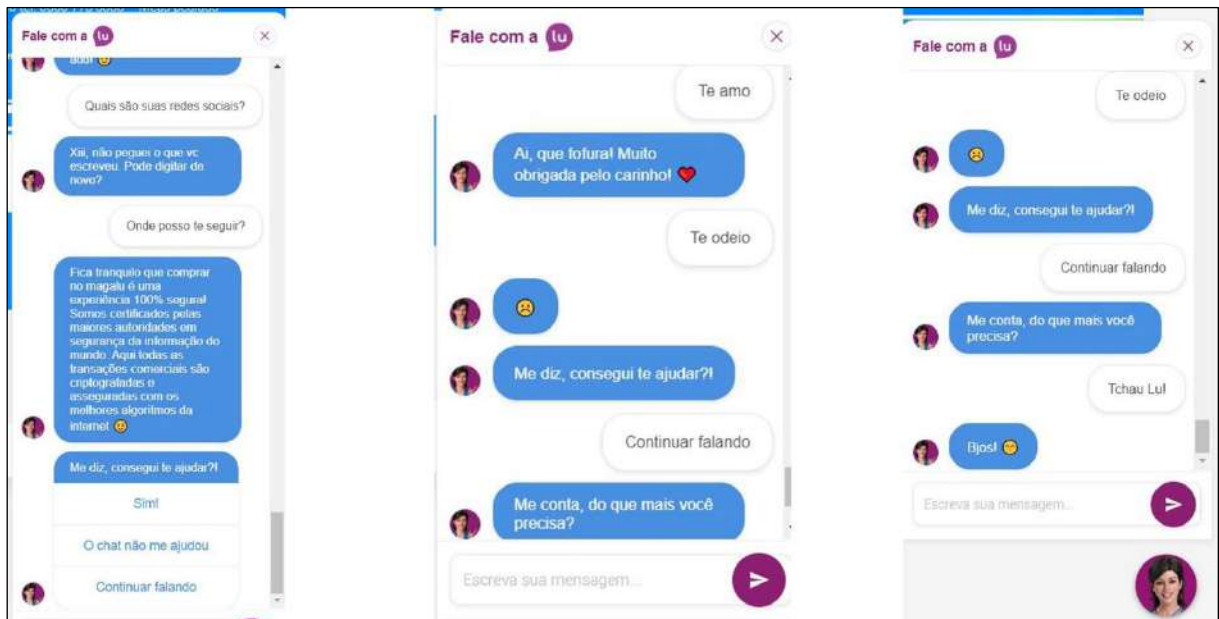 Fale com a lu
Quais são suas redes sociais?
Xiii, não peguei o que vc
escreveu. Pode digitar de
novo?
Onde posso te seguir?
Fica tranquilo que comprar
no magalu é uma
experiência 100% segura!
Somos certificados pelas
maiores autoridades em
segurança da informação do
mundo. Aqui todas as
transações comerciais são
criptografadas e
asseguradas com os
melhores algoritmos da
internet
Me diz, consegui te ajudar?!
Sim!
O chat não me ajudou
Continuar falando
Fale com a lu
Te amo
Ai, que fofura! Muito
obrigada pelo carinho! ❤️
Te odeio
☹️
Me diz, consegui te ajudar?!
Continuar falando
Me conta, do que mais você
precisa?
Escreva sua mensagem...
Fale com a lu
Te odeio
☹️
Me diz, consegui te ajudar?!
Continuar falando
Me conta, do que mais você
precisa?
Tchau Lu!
Bjos! 😁
Escreva sua mensagem...